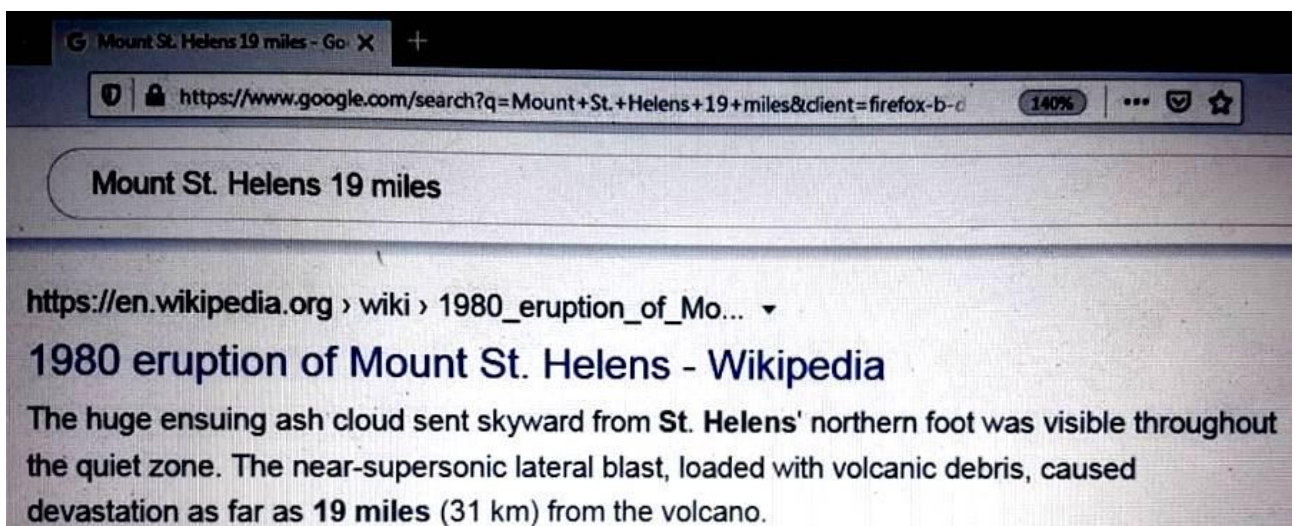 G Mount St. Helens 19 miles - Go
https://www.google.com/search?q=Mount+St.+Helens+19+miles&client=firefox-b-d 140%
Mount St. Helens 19 miles
https://en.wikipedia.org › wiki › 1980_eruption_of_Mo...
1980 eruption of Mount St. Helens - Wikipedia
The huge ensuing ash cloud sent skyward from St. Helens' northern foot was visible throughout
the quiet zone. The near-supersonic lateral blast, loaded with volcanic debris, caused
devastation as far as 19 miles (31 km) from the volcano.